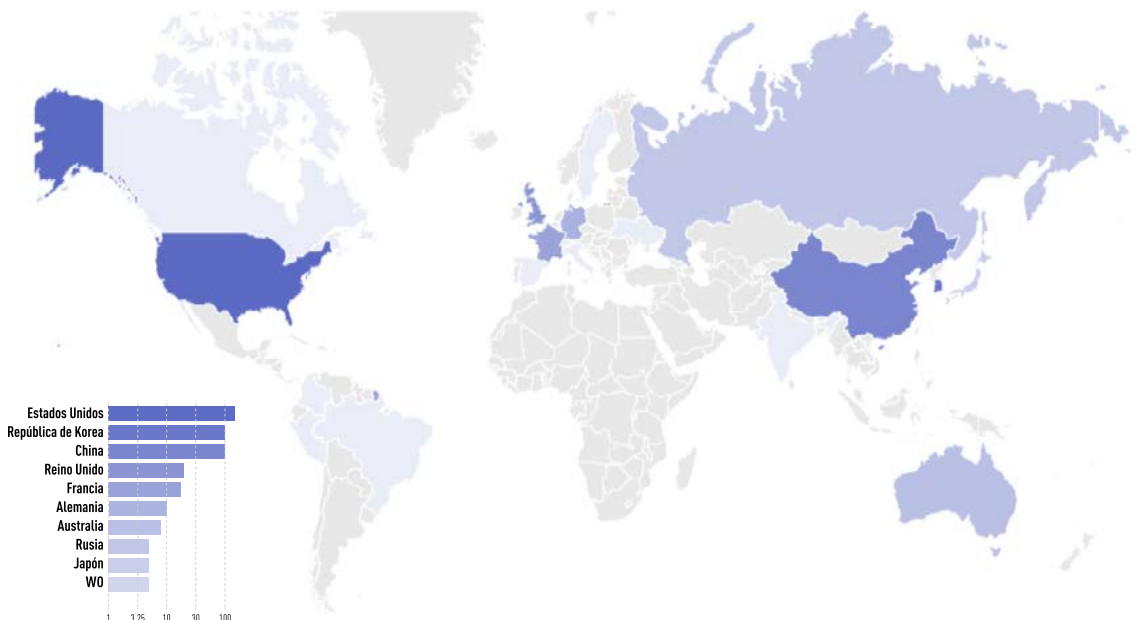 Estados Unidos
República de Korea
China
Reino Unido
Francia
Alemania
Australia
Rusia
Japón
WO
1 3,25 10 30 100